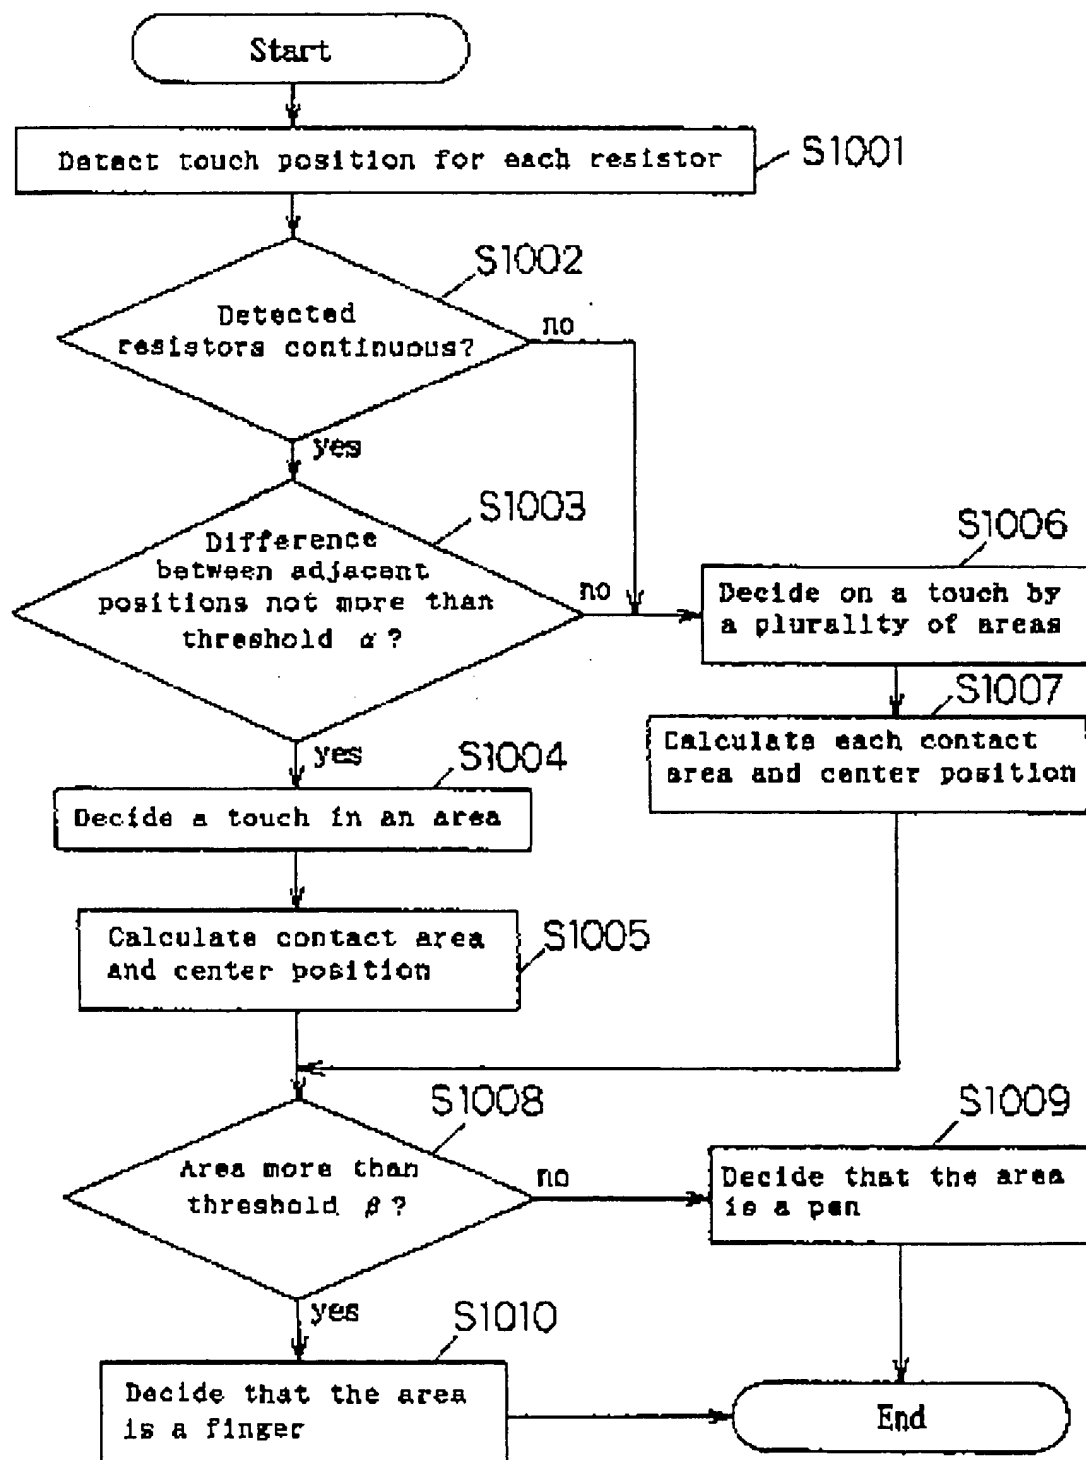 Start
Detect touch position for each resistor
S1001
S1002
Detected
resistors continuous?
no
yes
S1003
Difference
between adjacent
positions not more than
threshold α?
no
yes
S1006
Decide on a touch by
a plurality of areas
S1007
Calculate each contact
area and center position
S1004
Decide a touch in an area
S1005
Calculate contact area
and center position
S1008
Area more than
threshold β?
no
yes
S1009
Decide that the area
is a pen
S1010
Decide that the area
is a finger
End